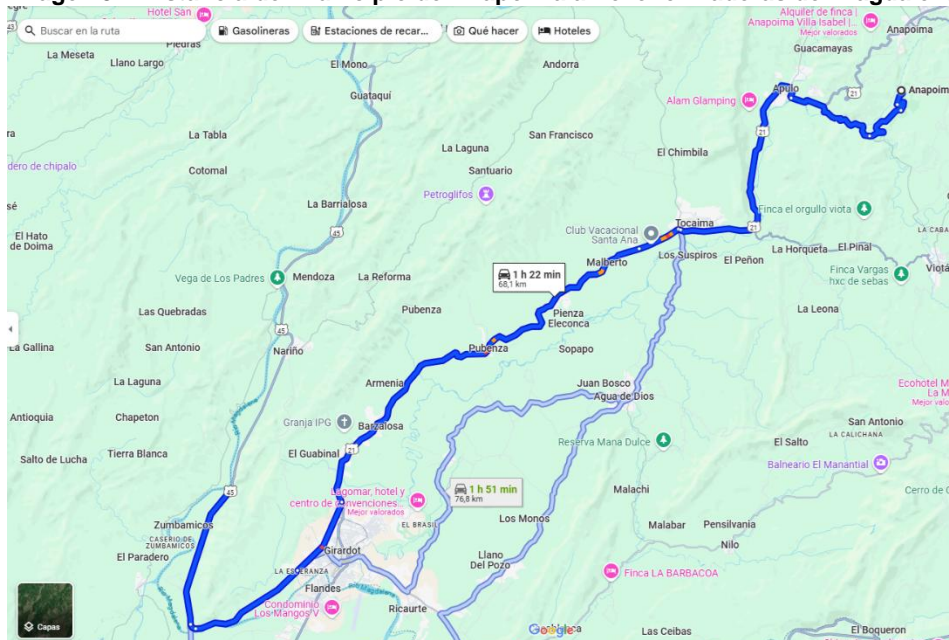 Buscar en la ruta
Gasolineras
Estaciones de recar...
Qué hacer
Hoteles
Hotel San
Piedras
La Meseta
Llano Largo
El Mono
Andorra
Alquiler de finca |
Anapoima Villa Isabel |...
Mejor valorados
Anapoima
Guacamayas
Guataquí
Apulo
21
Anapoim
Alam Glamping
La Tabla
San Francisco
21
La Laguna
El Chimbila
dero de chipalo
Cotomal
Santuario
Petroglifos
La Barrialosa
Finca el orgullo viota
45
Club Vacacional
Santa Ana
Tocaima
21
El Hato
de Doima
Malberto
Los Suspiros
El Peñon
La Horqueta
El Piñal
Viotá
1 h 22 min
68,1 km
Vega de Los Padres
Mendoza
La Reforma
Finca Vargas
hxc de sebas
Pubenza
Pienza
Eleconca
La Leona
Las Quebradas
45
La Gallina
San Antonio
Nariño
Pubenza
Sopapo
La Laguna
Armenia
Juan Bosco
Agua de Dios
Antioquia
Chapeton
Granja IPG
Barzalosa
San Antonio
LA CALICHANA
El Guabinal
21
Reserva Mana Dulce
El Salto
Salto de Lucha
Tierra Blanca
Balneario El Manantial
45
Lagomar, hotel y
centro de convenciones...
Mejor valorados
1 h 51 min
76,8 km
Malachi
EL BRASIL
Los Monos
Zumbamicos
CASERIO DE
ZUMBAMICOS
Malabar
Pensilvania
El Paradero
Girardot
Nilo
LA ESPERANZA
Llano
Del Pozo
Flandes
Finca LA BARBACOA
Condominio
Los Mangos V
Ricaurte
Capas
Google
Las Ceibas
El Boqueron